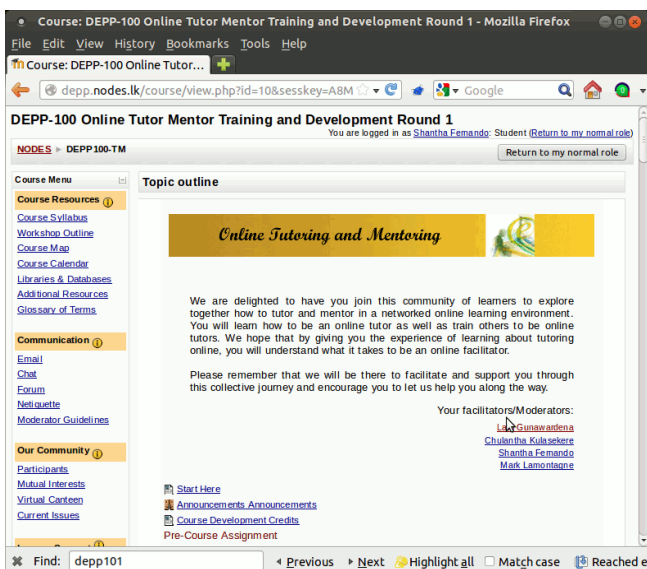 Course: DEPP-100 Online Tutor Mentor Training and Development Round 1 - Mozilla Firefox
File Edit View History Bookmarks Tools Help
Course: DEPP-100 Online Tutor...
depp.nodes.lk/course/view.php?id=10&sesskey=A8M
Google
DEPP-100 Online Tutor Mentor Training and Development Round 1
You are logged in as Shantha Fernando: Student (Return to my normal role)
NODES ► DEPP100-TM
Return to my normal role
Course Menu
Course Resources
Course Syllabus
Workshop Outline
Course Map
Course Calendar
Libraries & Databases
Additional Resources
Glossary of Terms
Communication
Email
Chat
Forum
Netiquette
Moderator Guidelines
Our Community
Participants
Mutual Interests
Virtual Canteen
Current Issues
Topic outline
Online Tutoring and Mentoring
We are delighted to have you join this community of learners to explore
together how to tutor and mentor in a networked online learning environment.
You will learn how to be an online tutor as well as train others to be online
tutors. We hope that by giving you the experience of learning about tutoring
online, you will understand what it takes to be an online facilitator.
Please remember that we will be there to facilitate and support you through
this collective journey and encourage you to let us help you along the way.
Your facilitators/Moderators:
Gunawardena
Chulantha Kulasekere
Shantha Fernando
Mark Lamontagne
Start Here
Announcements Announcements
Course Development Credits
Pre-Course Assignment
Find: depp101 Previous Next Highlight all Match case Reached e